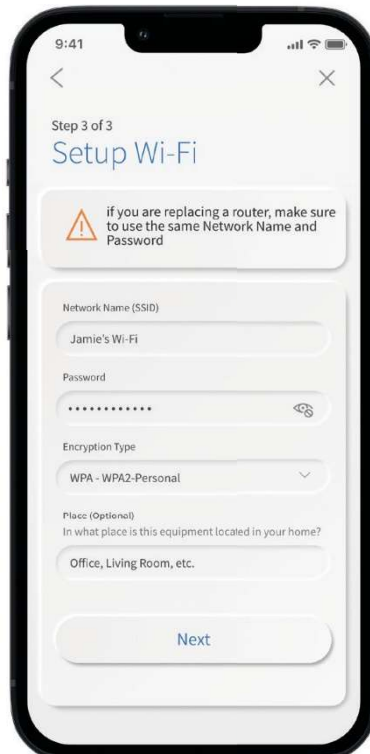 9:41
Step 3 of 3
Setup Wi-Fi
if you are replacing a router, make sure
to use the same Network Name and
Password
Network Name (SSID)
Jamie's Wi-Fi
Password
••••••••••••
Encryption Type
WPA - WPA2-Personal
Place (Optional)
In what place is this equipment located in your home?
Office, Living Room, etc.
Next